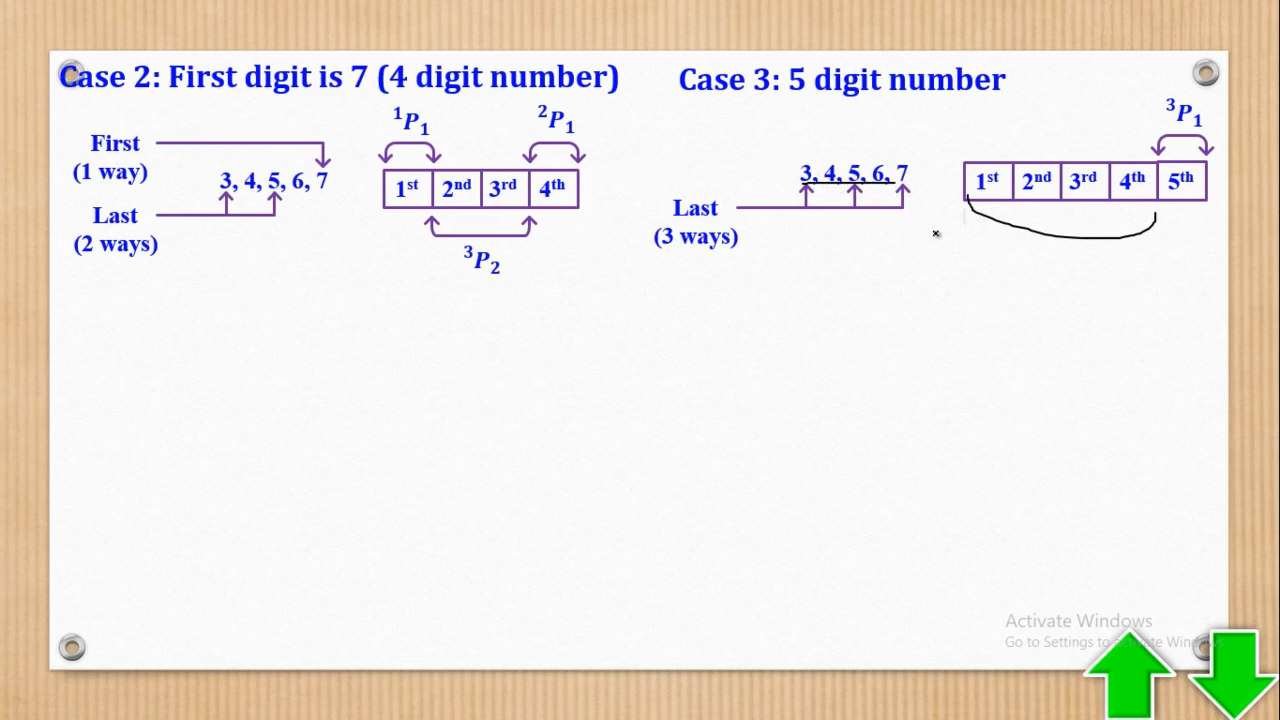 Case 2: First digit is 7 (4 digit number)
¹P₁
²P₁
First
(1 way)
3, 4, 5, 6, 7
1ˢᵗ 2ⁿᵈ 3ʳᵈ 4ᵗʰ
Last
(2 ways)
³P₂
Case 3: 5 digit number
³P₁
3, 4, 5, 6, 7
1ˢᵗ 2ⁿᵈ 3ʳᵈ 4ᵗʰ 5ᵗʰ
Last
(3 ways)
Activate Windows
Go to Settings to activate Windows